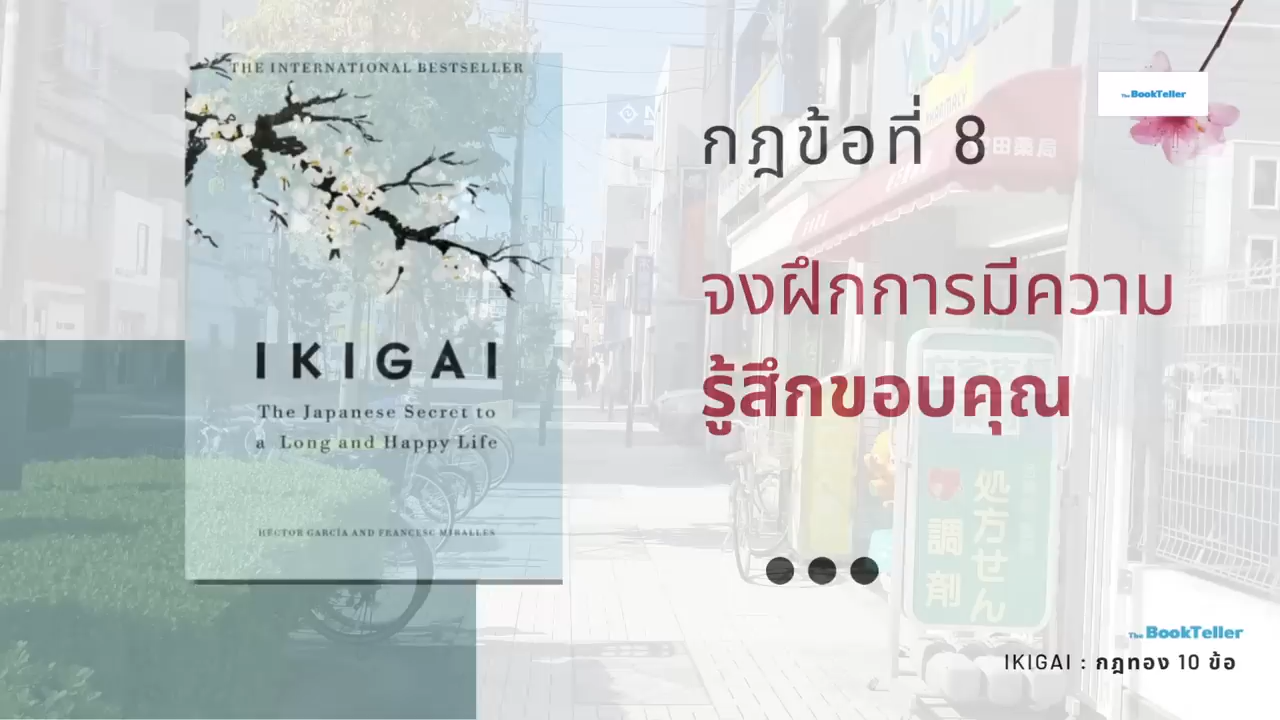 THE INTERNATIONAL BESTSELLER
IKIGAI
The Japanese Secret to
a Long and Happy Life
HÉCTOR GARCÍA AND FRANCESC MIRALLES
The BookTeller
กฎข้อที่ 8
จงฝึกการมีความ
รู้สึกขอบคุณ
処方せん
調剤
The BookTeller
IKIGAI : กฎทอง 10 ข้อ